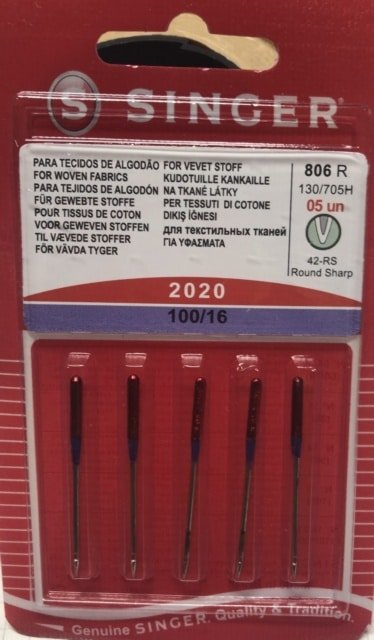 S SINGER®
PARA TECIDOS DE ALGODÃO
FOR WOVEN FABRICS
PARA TEJIDOS DE ALGODÓN
FÜR GEWEBTE STOFFE
POUR TISSUS DE COTON
VOOR GEWEVEN STOFFEN
TIL VÆVEDE STOFFER
FÖR VÄVDA TYGER
FOR VEVET STOFF
KUDOTUILLE KANKAILLE
NA TKANÉ LÁTKY
PER TESSUTI DI COTONE
DIKIŞ İĞNESI
для текстильных тканей
ΓΙΑ ΥΦΑΣΜΑΤΑ
806 R
130/705H
05 un
42-RS
Round Sharp
2020
100/16
Genuine SINGER. Quality & Tradition.